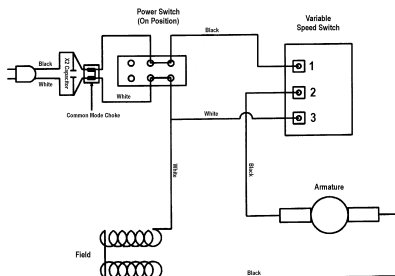 Power Switch
(On Position)
Variable
Speed Switch
Black
Black
White
X2 Capacitor
White
Common Mode Choke
White
1
2
3
White
Black
Armature
Field
Black